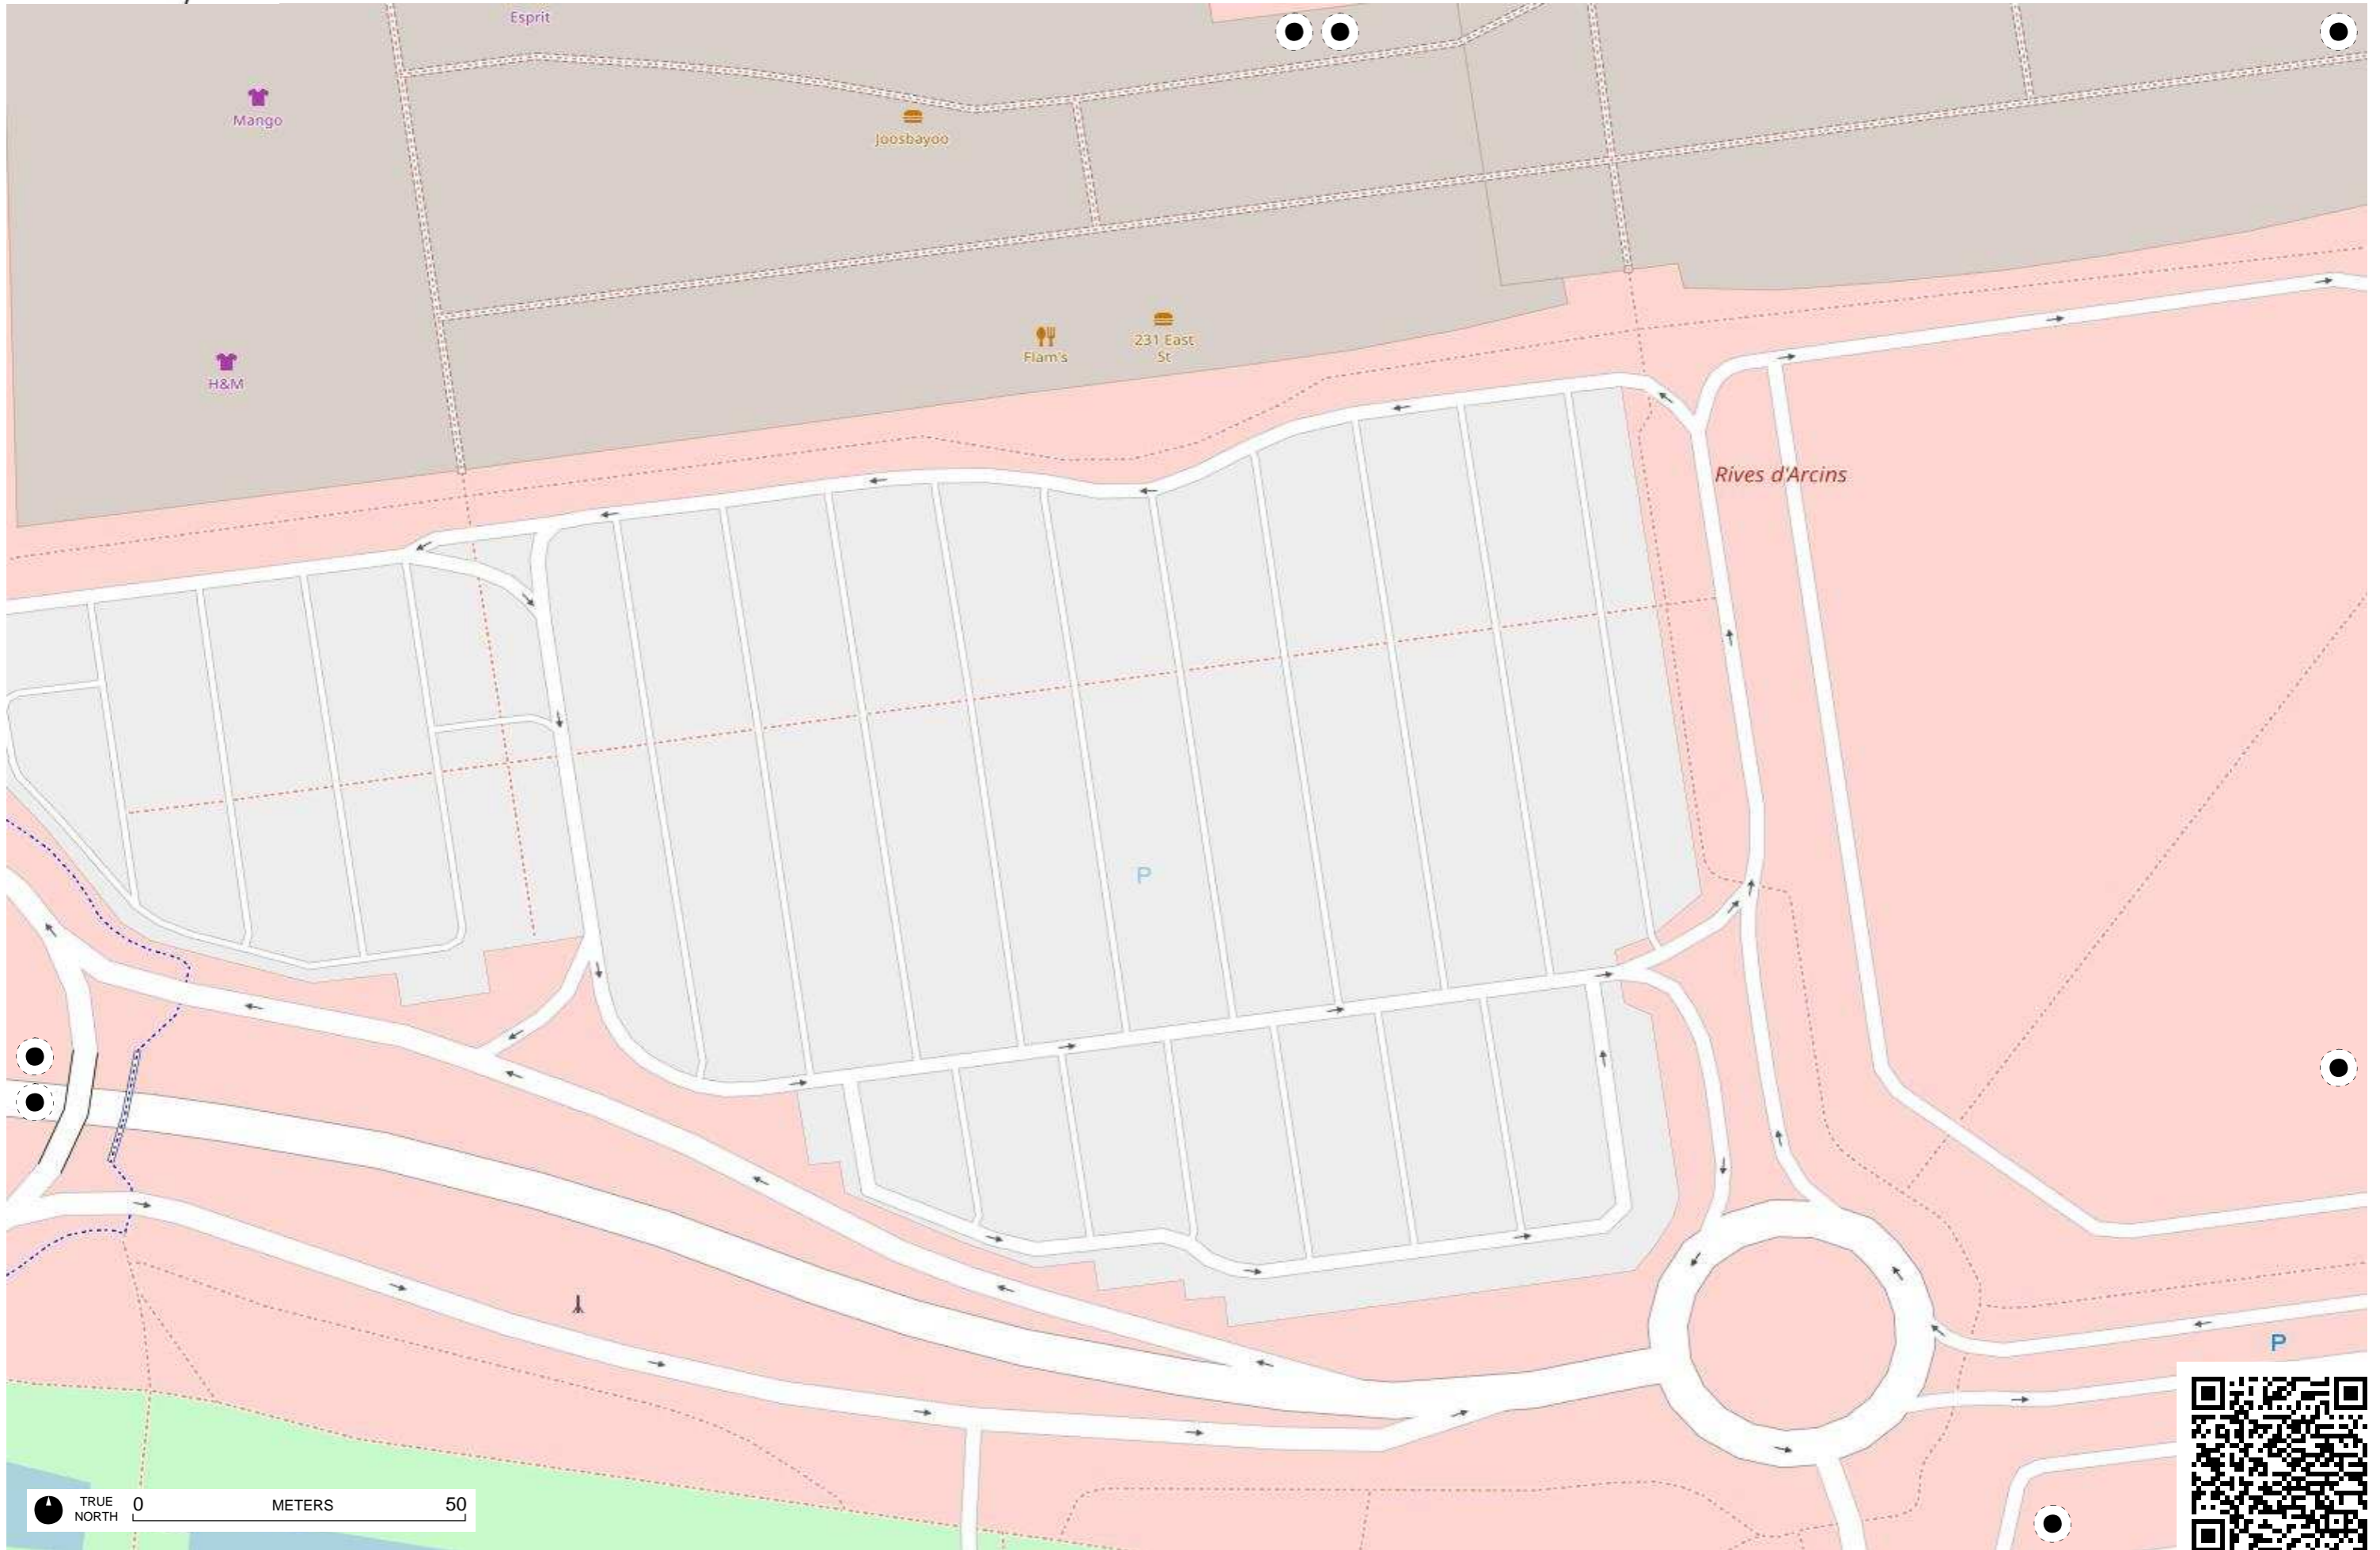 Esprit
Mango
Joosbayoo
231 East
St
Flam's
H&M
Rives d'Arcins
P
P
TRUE
NORTH
0
METERS
50